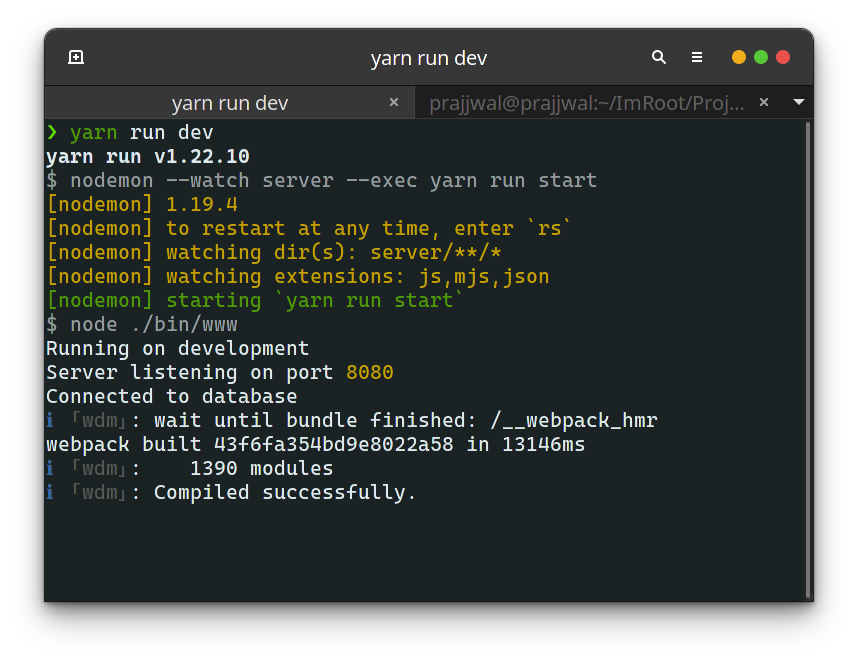 yarn run dev
yarn run dev × prajjwal@prajjwal:~/ImRoot/Proj... ×
❯ yarn run dev
yarn run v1.22.10
$ nodemon --watch server --exec yarn run start
[nodemon] 1.19.4
[nodemon] to restart at any time, enter `rs`
[nodemon] watching dir(s): server/**/*
[nodemon] watching extensions: js,mjs,json
[nodemon] starting `yarn run start`
$ node ./bin/www
Running on development
Server listening on port 8080
Connected to database
ℹ ｢wdm｣: wait until bundle finished: /__webpack_hmr
webpack built 43f6fa354bd9e8022a58 in 13146ms
ℹ ｢wdm｣:    1390 modules
ℹ ｢wdm｣: Compiled successfully.